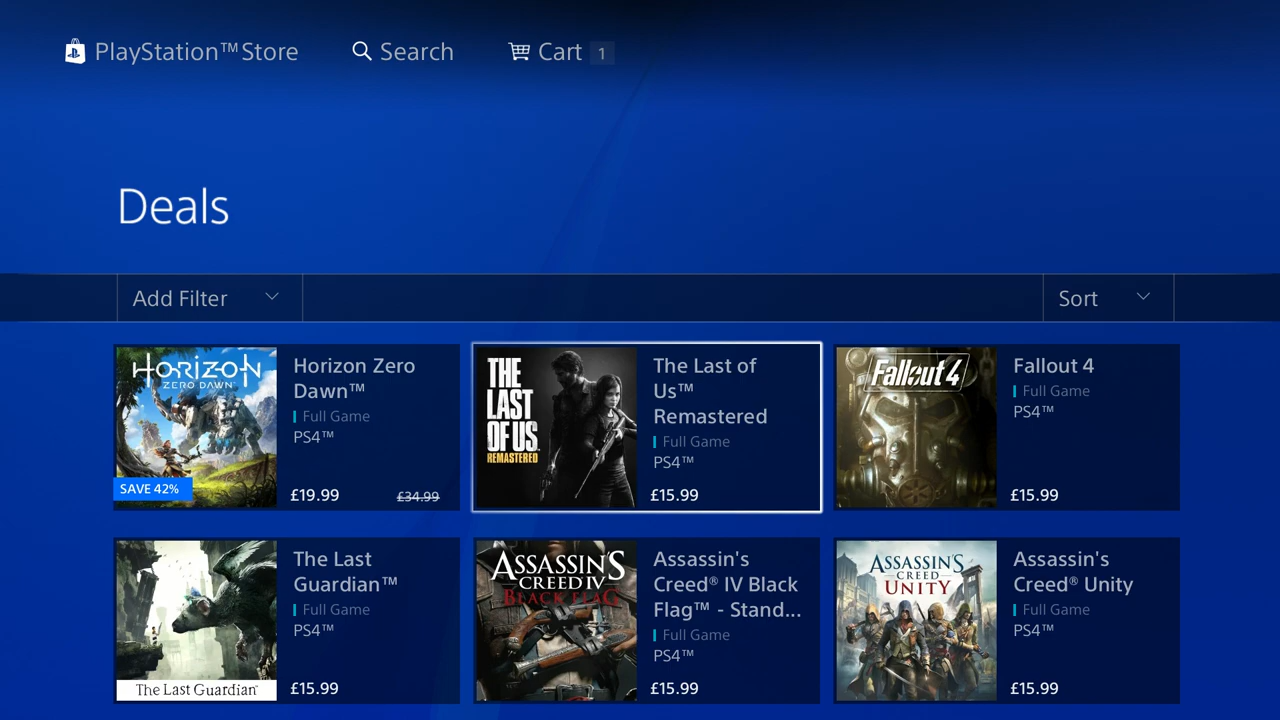 PlayStation™Store
Search
Cart 1
Deals
Add Filter
Sort
HORIZON
ZERO DAWN
SAVE 42%
Horizon Zero
Dawn™
Full Game
PS4™
£19.99
£34.99
THE
LAST
OF US
REMASTERED
The Last of
Us™
Remastered
Full Game
PS4™
£15.99
Fallout 4
Fallout 4
Full Game
PS4™
£15.99
The Last Guardian™
The Last
Guardian™
Full Game
PS4™
£15.99
ASSASSIN'S
CREED IV
BLACK FLAG
Assassin's
Creed® IV Black
Flag™ - Stand...
Full Game
PS4™
£15.99
ASSASSIN'S
CREED
UNITY
Assassin's
Creed® Unity
Full Game
PS4™
£15.99